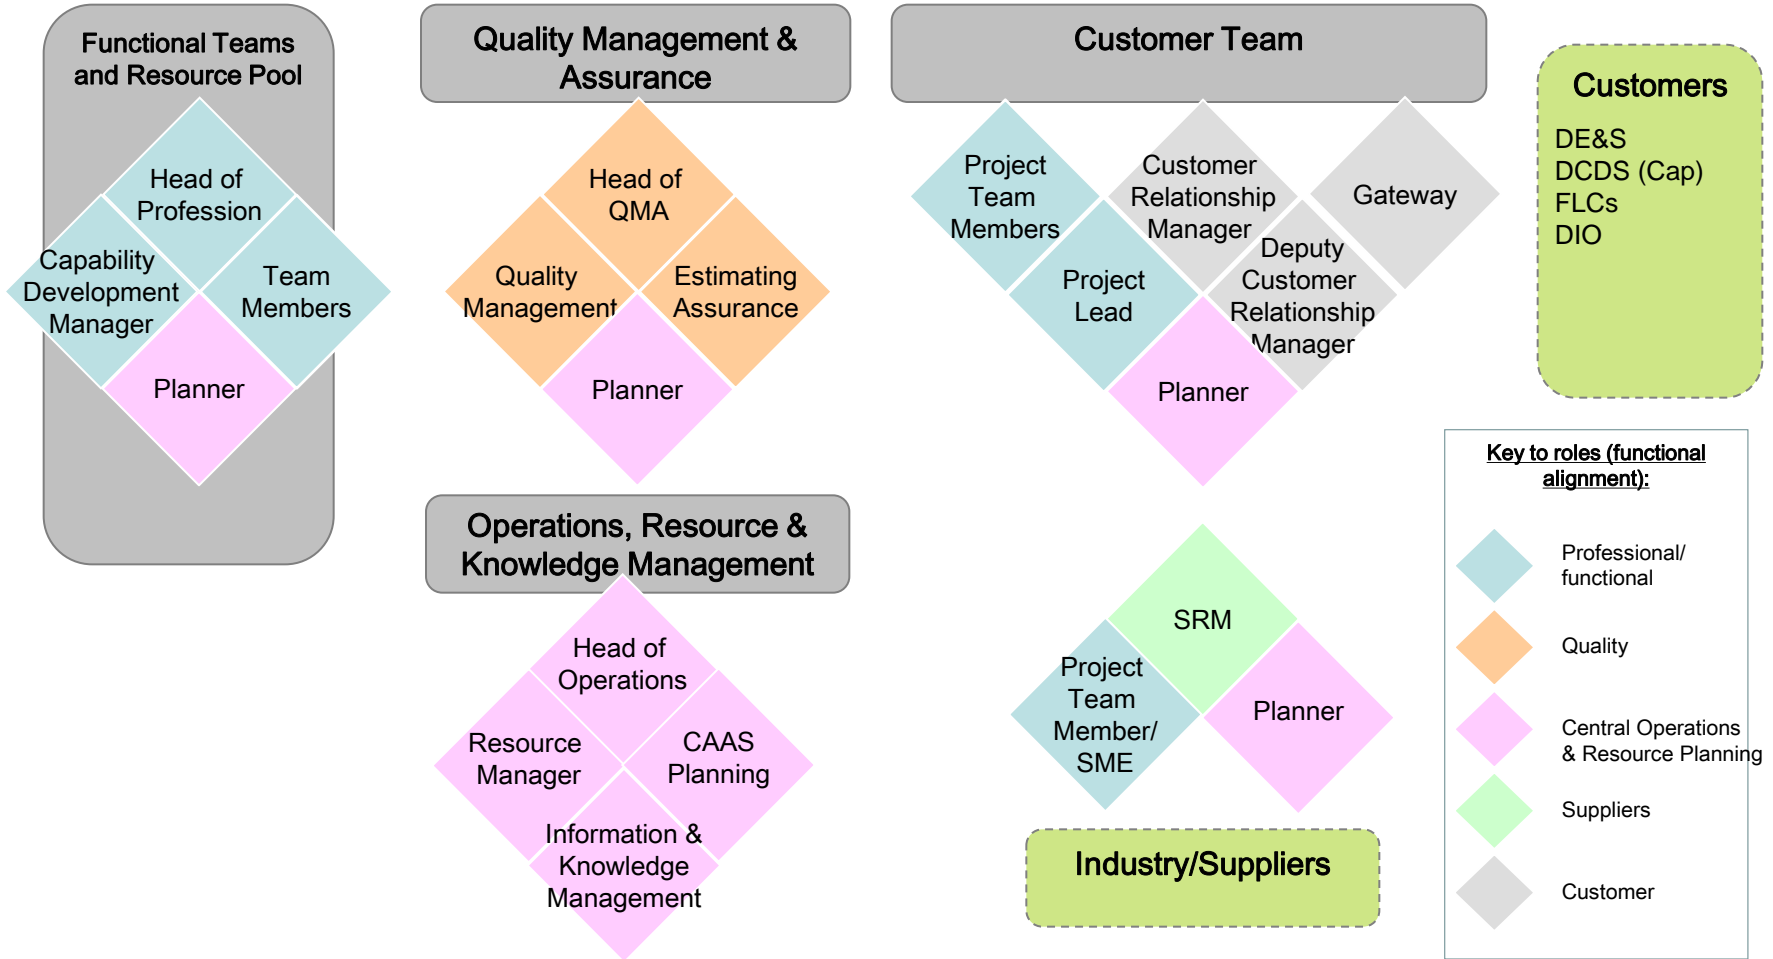 Functional Teams
and Resource Pool
Head of
Profession
Capability
Development
Manager
Team
Members
Planner
Quality Management &
Assurance
Head of
QMA
Quality
Management
Estimating
Assurance
Planner
Customer Team
Project
Team
Members
Customer
Relationship
Manager
Gateway
Project
Lead
Deputy
Customer
Relationship
Manager
Planner
Customers
DE&S
DCDS (Cap)
FLCs
DIO
Operations, Resource &
Knowledge Management
Head of
Operations
Resource
Manager
CAAS
Planning
Information &
Knowledge
Management
SRM
Project
Team
Member/
SME
Planner
Industry/Suppliers
Key to roles (functional
alignment):
Professional/
functional
Quality
Central Operations
& Resource Planning
Suppliers
Customer